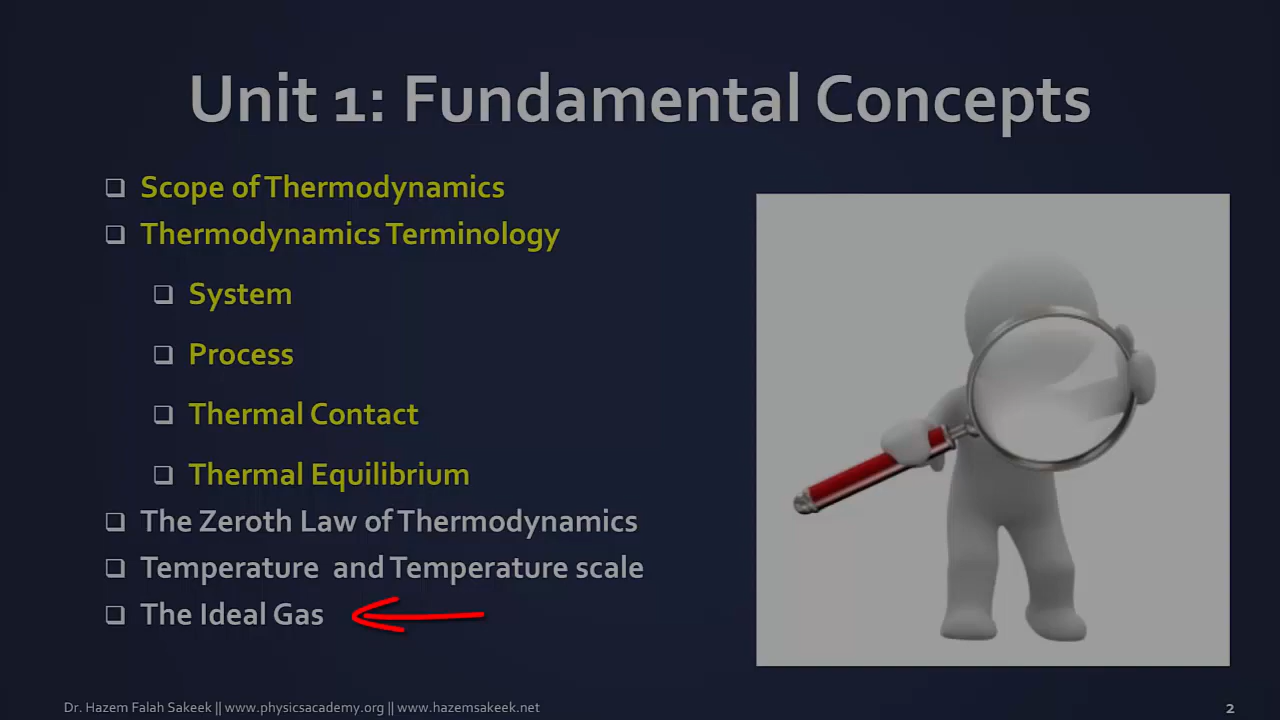 Unit 1: Fundamental Concepts
Scope of Thermodynamics
Thermodynamics Terminology
System
Process
Thermal Contact
Thermal Equilibrium
The Zeroth Law of Thermodynamics
Temperature and Temperature scale
The Ideal Gas
Dr. Hazem Falah Sakeek || www.physicsacademy.org || www.hazemsakeek.net
2